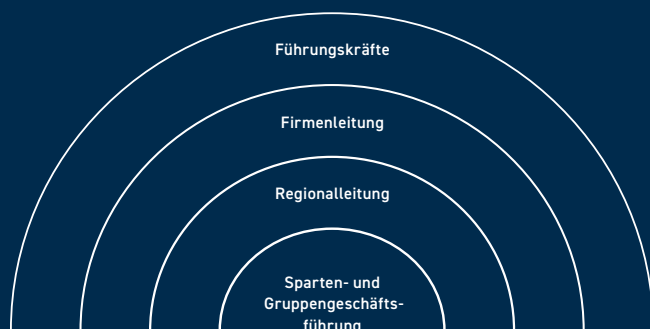 Führungskräfte
Firmenleitung
Regionalleitung
Sparten- und
Gruppengeschäfts-
führung